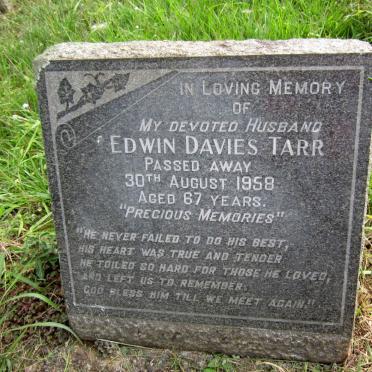 IN LOVING MEMORY
OF
MY DEVOTED HUSBAND
EDWIN DAVIES TARR
PASSED AWAY
30TH AUGUST 1958
AGED 67 YEARS.
"PRECIOUS MEMORIES"
"HE NEVER FAILED TO DO HIS BEST,
HIS HEART WAS TRUE AND TENDER
HE TOILED SO HARD FOR THOSE HE LOVED,
AND LEFT US TO REMEMBER.
GOD BLESS HIM TILL WE MEET AGAIN."